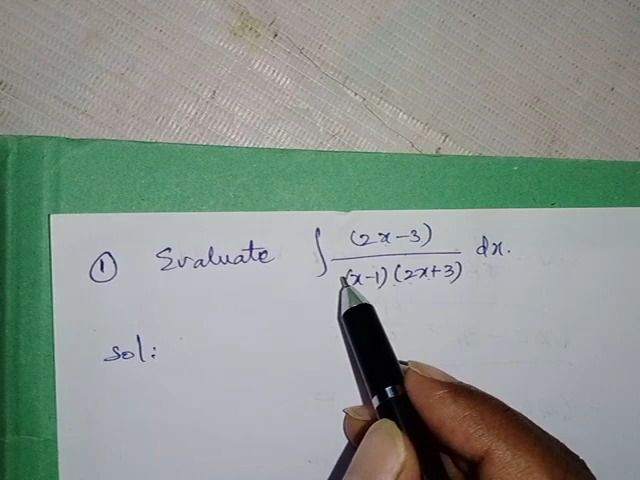 ① Evaluate ∫ (2x-3) / (x-1)(2x+3) dx.
Sol: